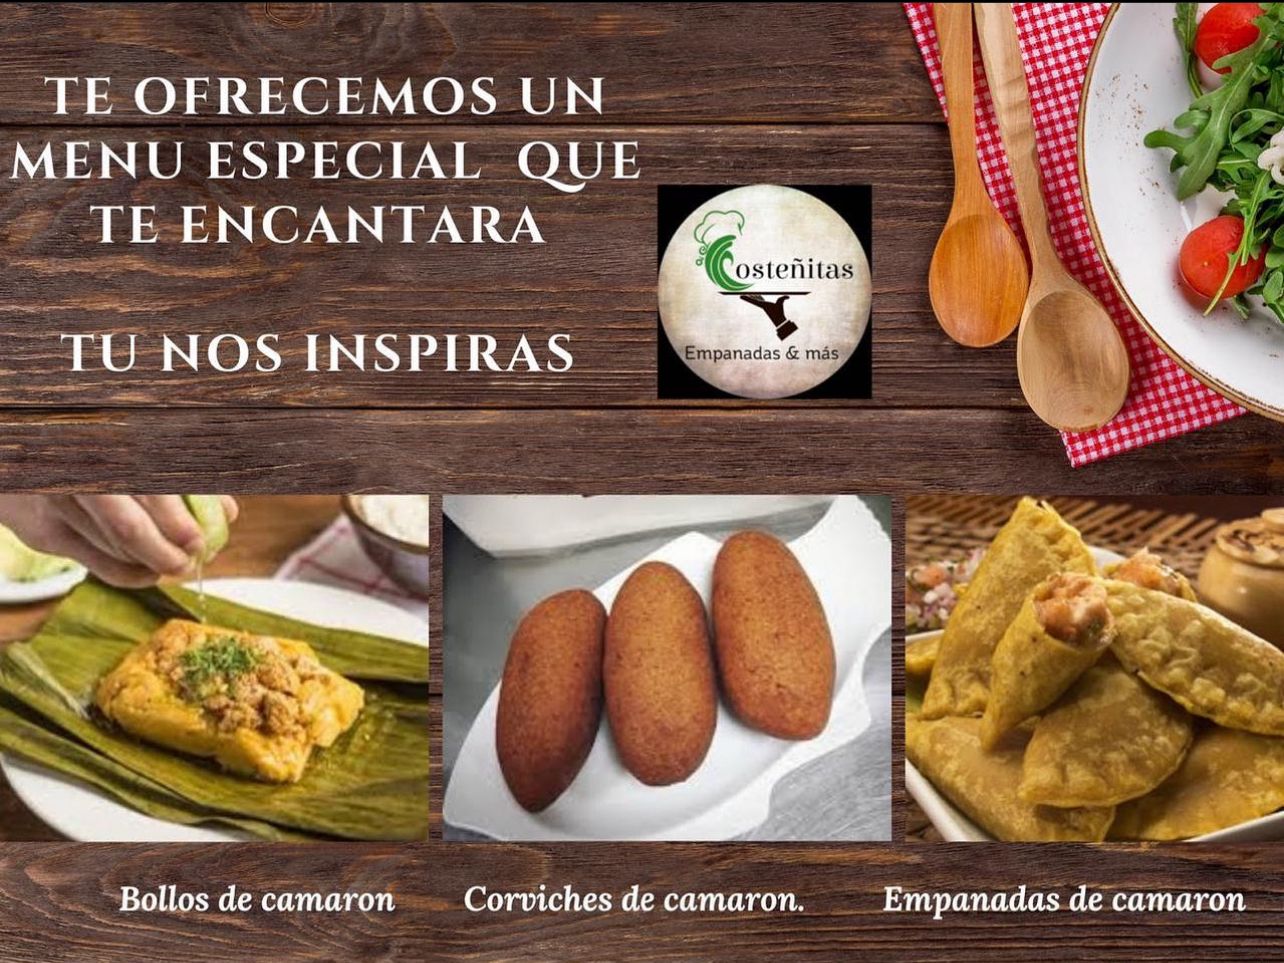 TE OFRECEMOS UN
MENU ESPECIAL QUE
TE ENCANTARA
TU NOS INSPIRAS
Costeñitas
Empanadas & más
Bollos de camaron
Corviches de camaron.
Empanadas de camaron